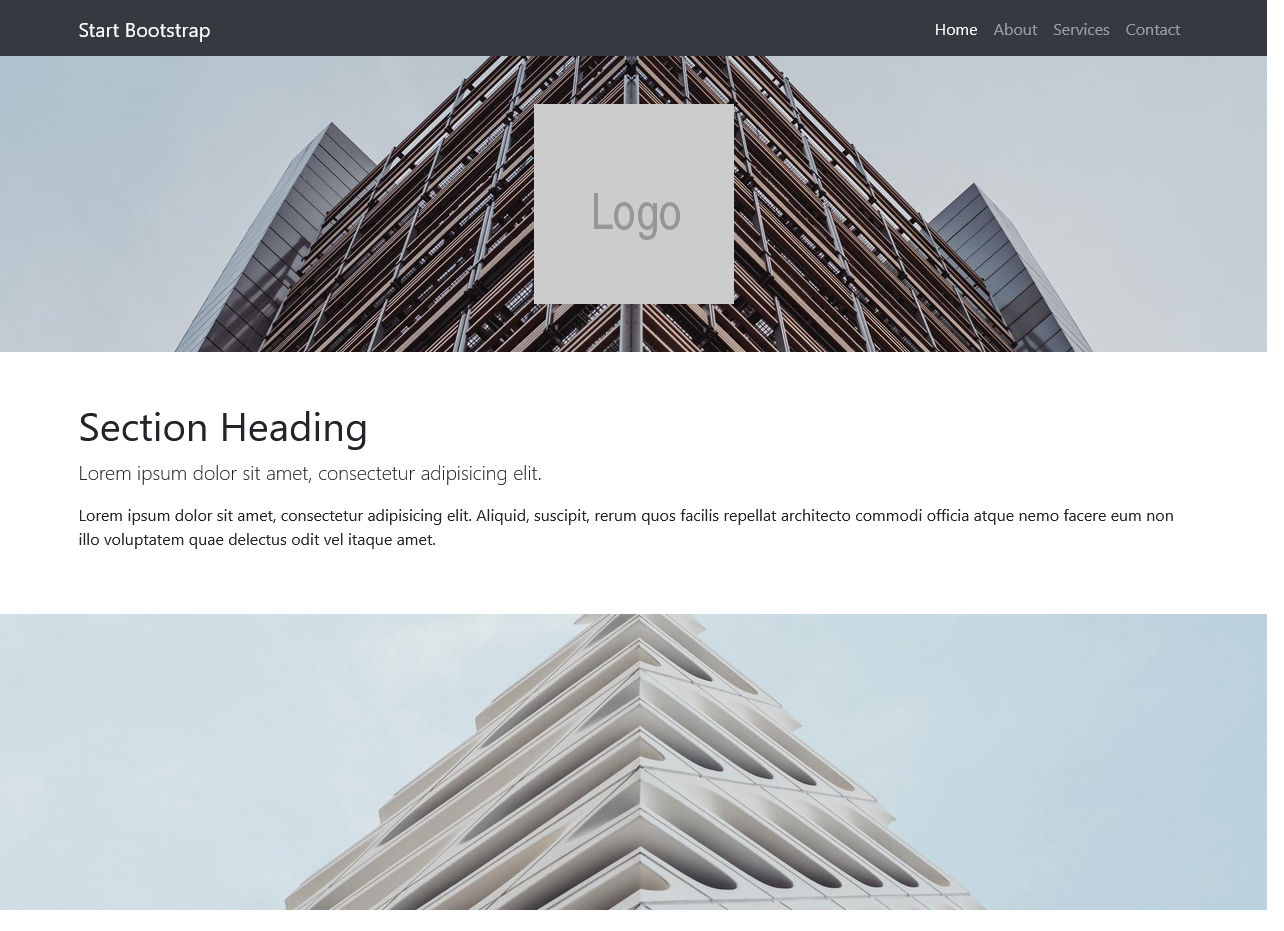 Start Bootstrap
Home About Services Contact
Logo
Section Heading
Lorem ipsum dolor sit amet, consectetur adipisicing elit.
Lorem ipsum dolor sit amet, consectetur adipisicing elit. Aliquid, suscipit, rerum quos facilis repellat architecto commodi officia atque nemo facere eum non
illo voluptatem quae delectus odit vel itaque amet.